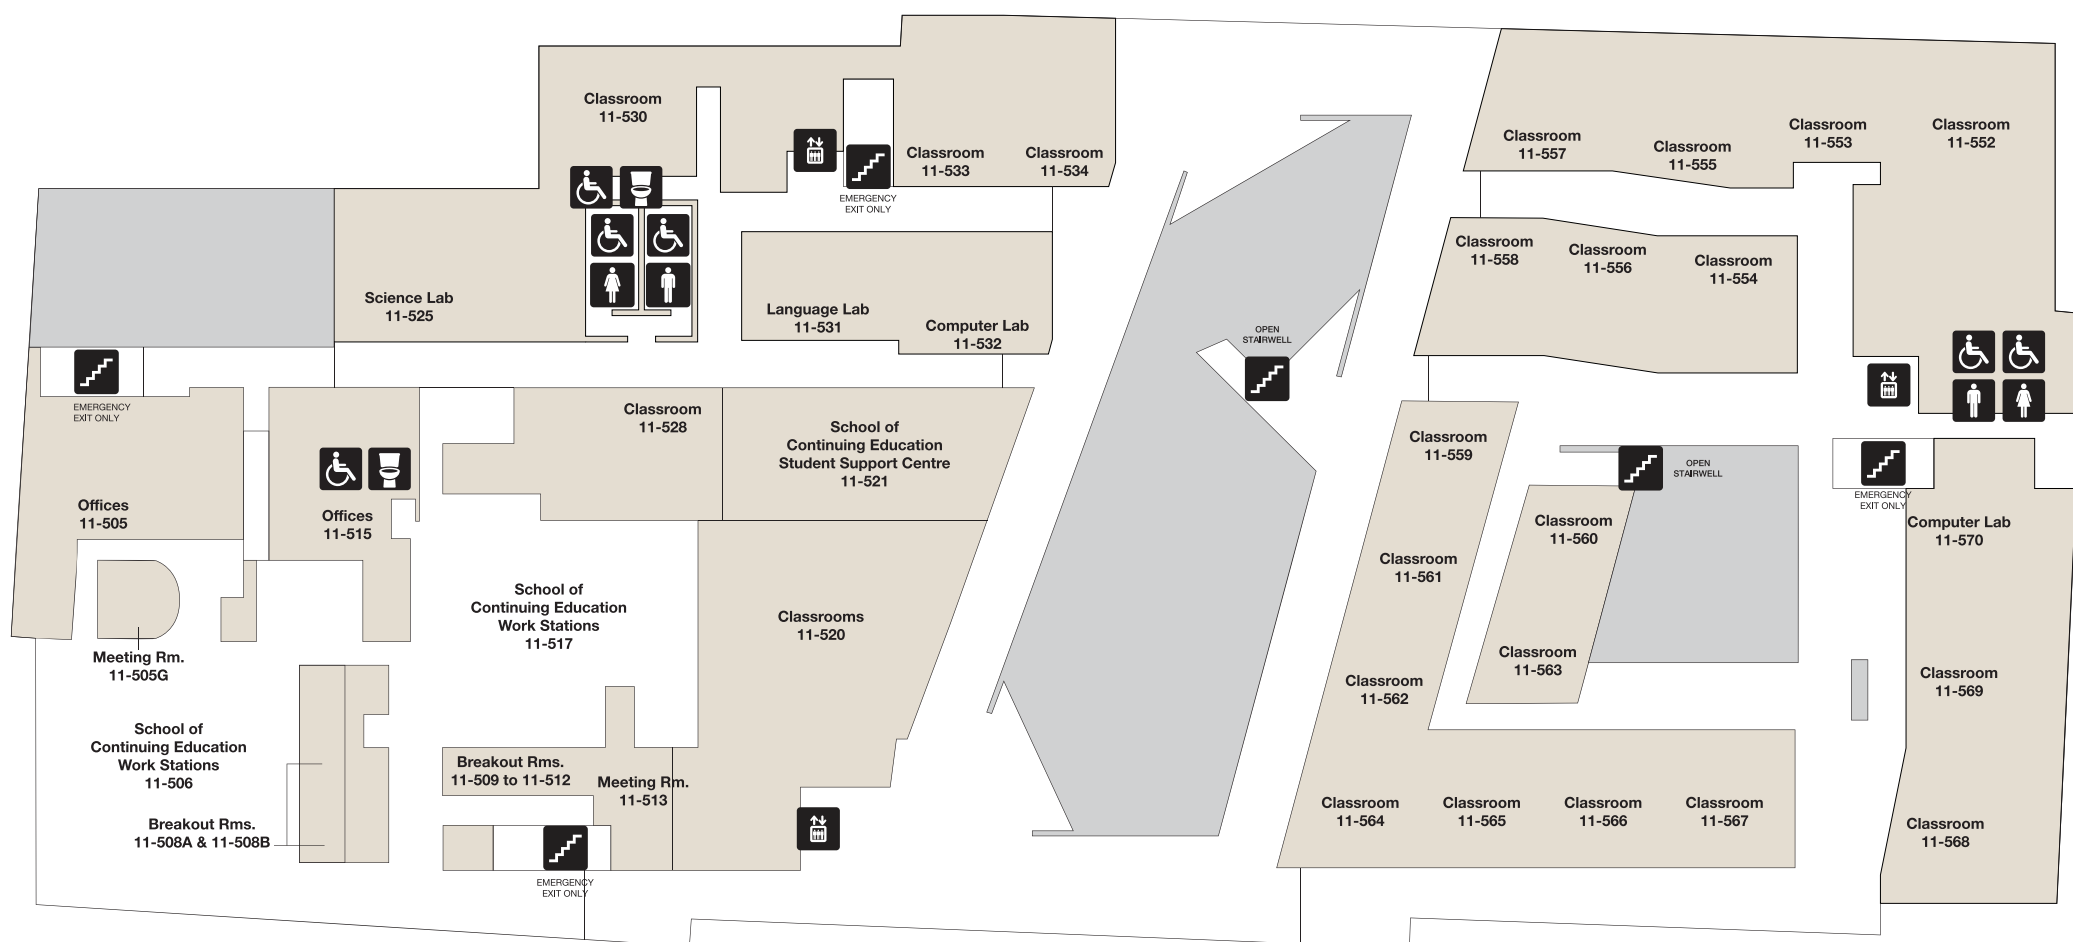 Classroom
11-530
Classroom
11-533
Classroom
11-534
EMERGENCY
EXIT ONLY
Classroom
11-557
Classroom
11-555
Classroom
11-553
Classroom
11-552
Science Lab
11-525
Language Lab
11-531
Computer Lab
11-532
Classroom
11-558
Classroom
11-556
Classroom
11-554
OPEN
STAIRWELL
EMERGENCY
EXIT ONLY
Classroom
11-528
School of
Continuing Education
Student Support Centre
11-521
Classroom
11-559
OPEN
STAIRWELL
EMERGENCY
EXIT ONLY
Offices
11-505
Offices
11-515
Classroom
11-560
Computer Lab
11-570
Classroom
11-561
School of
Continuing Education
Work Stations
11-517
Classrooms
11-520
Meeting Rm.
11-505G
Classroom
11-563
Classroom
11-562
Classroom
11-569
School of
Continuing Education
Work Stations
11-506
Breakout Rms.
11-509 to 11-512
Meeting Rm.
11-513
Breakout Rms.
11-508A & 11-508B
Classroom
11-564
Classroom
11-565
Classroom
11-566
Classroom
11-567
Classroom
11-568
EMERGENCY
EXIT ONLY